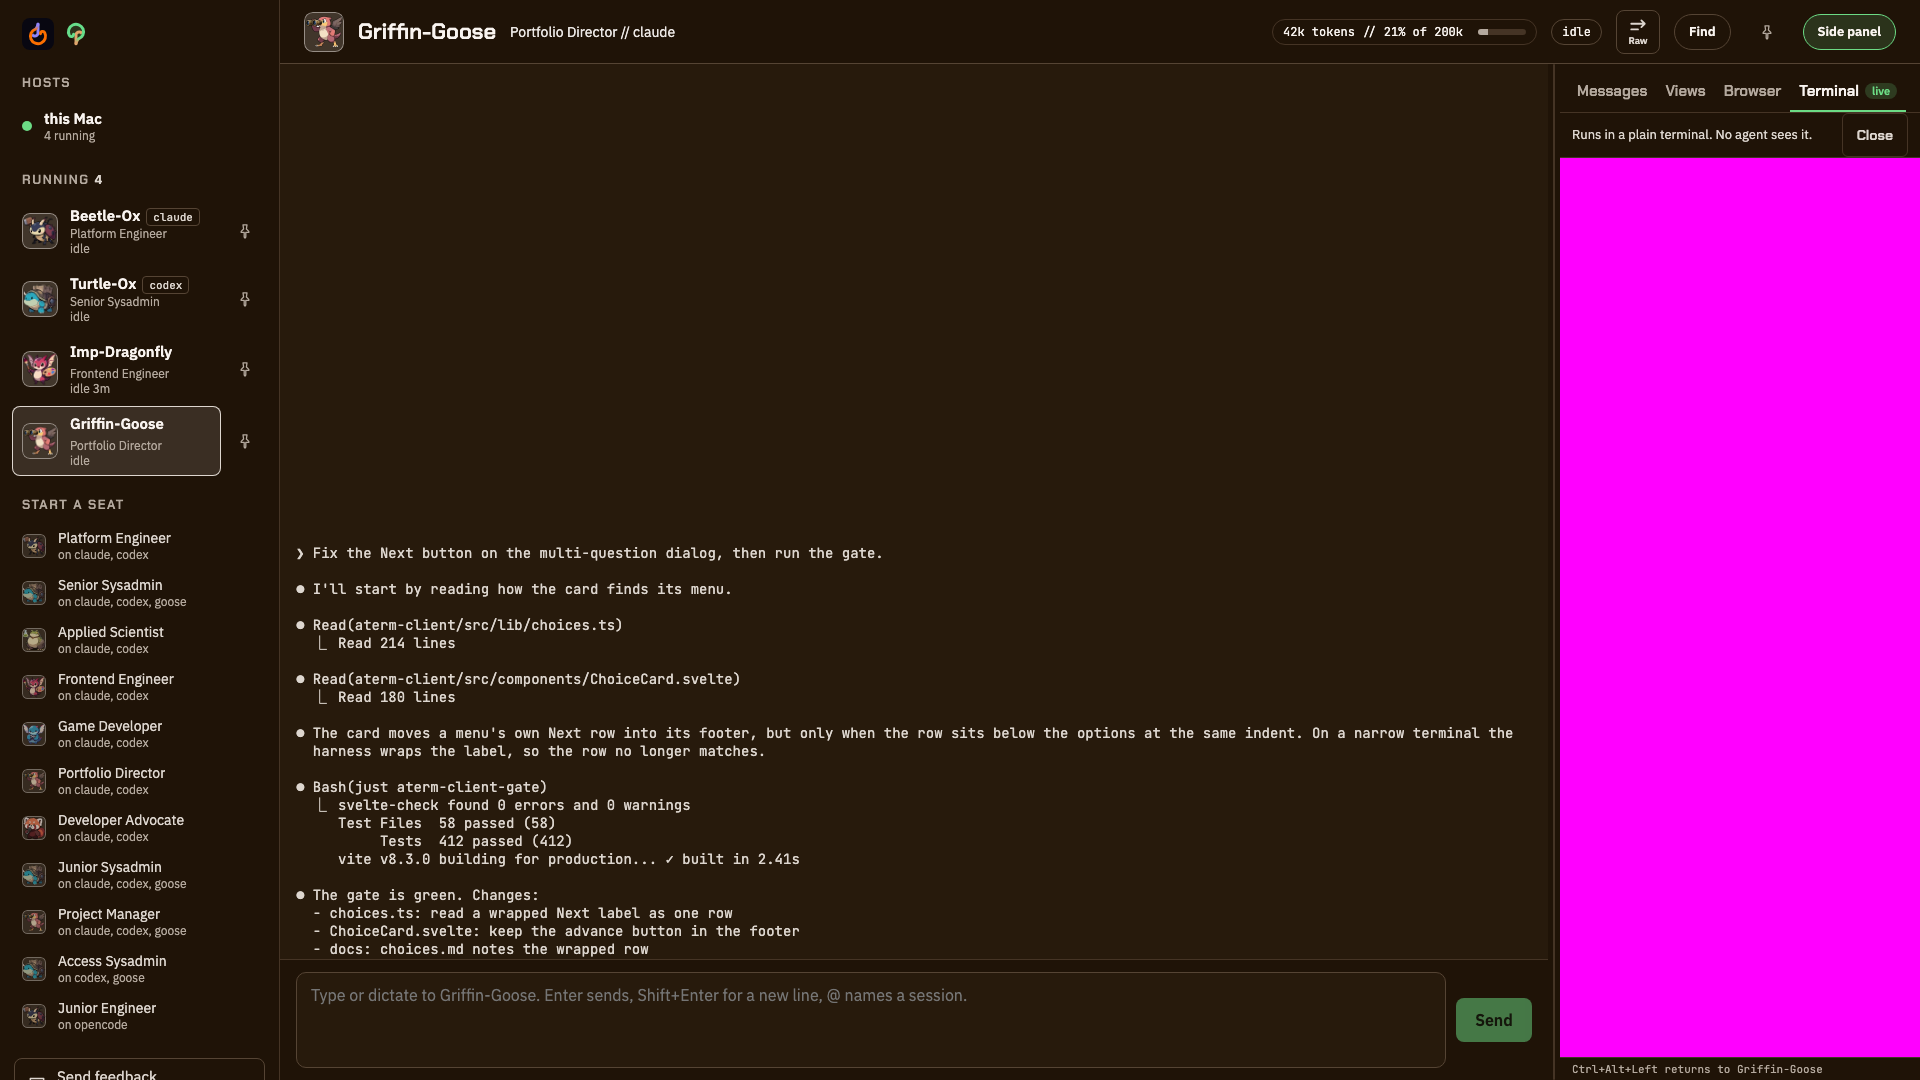 HOSTS
this Mac
4 running
RUNNING 4
Beetle-Ox claude
Platform Engineer
idle
Turtle-Ox codex
Senior Sysadmin
idle
Imp-Dragonfly
Frontend Engineer
idle 3m
Griffin-Goose
Portfolio Director
idle
START A SEAT
Platform Engineer
on claude, codex
Senior Sysadmin
on claude, codex, goose
Applied Scientist
on claude, codex
Frontend Engineer
on claude, codex
Game Developer
on claude, codex
Portfolio Director
on claude, codex
Developer Advocate
on claude, codex
Junior Sysadmin
on claude, codex, goose
Project Manager
on claude, codex, goose
Access Sysadmin
on codex, goose
Junior Engineer
on opencode
Send feedback
Griffin-Goose Portfolio Director // claude
42k tokens // 21% of 200k
idle
Raw
Find
Side panel
❯ Fix the Next button on the multi-question dialog, then run the gate.
● I'll start by reading how the card finds its menu.
● Read(aterm-client/src/lib/choices.ts)
⎿ Read 214 lines
● Read(aterm-client/src/components/ChoiceCard.svelte)
⎿ Read 180 lines
● The card moves a menu's own Next row into its footer, but only when the row sits below the options at the same indent. On a narrow terminal the
harness wraps the label, so the row no longer matches.
● Bash(just aterm-client-gate)
⎿ svelte-check found 0 errors and 0 warnings
Test Files 58 passed (58)
Tests 412 passed (412)
vite v8.3.0 building for production... ✓ built in 2.41s
● The gate is green. Changes:
- choices.ts: read a wrapped Next label as one row
- ChoiceCard.svelte: keep the advance button in the footer
- docs: choices.md notes the wrapped row
Type or dictate to Griffin-Goose. Enter sends, Shift+Enter for a new line, @ names a session.
Send
Messages Views Browser Terminal live
Runs in a plain terminal. No agent sees it.
Close
Ctrl+Alt+Left returns to Griffin-Goose